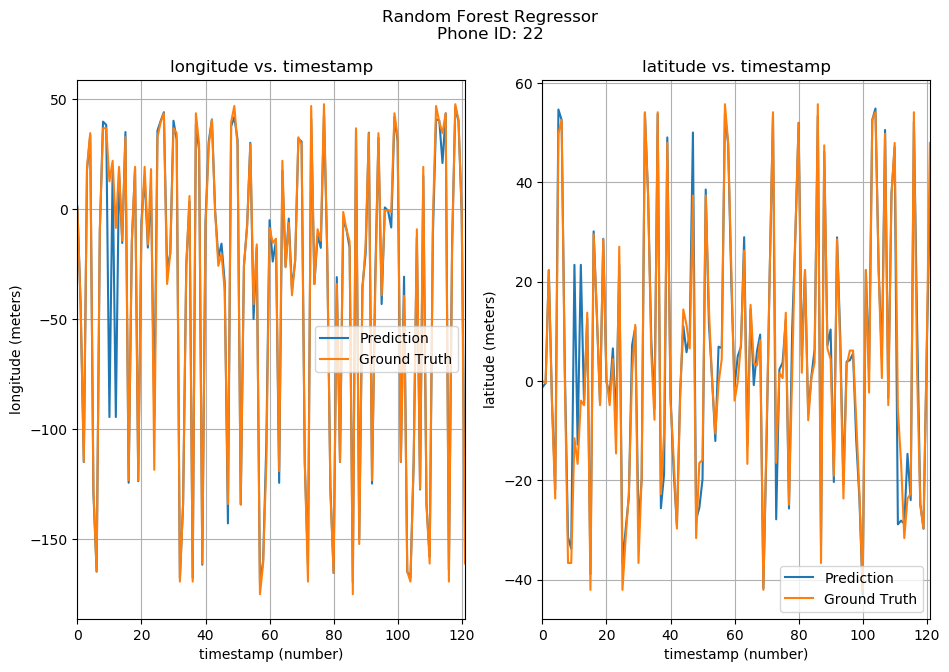 Random Forest Regressor
Phone ID: 22
longitude vs. timestamp
longitude (meters)
50
0
−50
−100
−150
0
20
40
60
80
100
120
timestamp (number)
Prediction
Ground Truth
latitude vs. timestamp
latitude (meters)
60
40
20
0
−20
−40
0
20
40
60
80
100
120
timestamp (number)
Prediction
Ground Truth